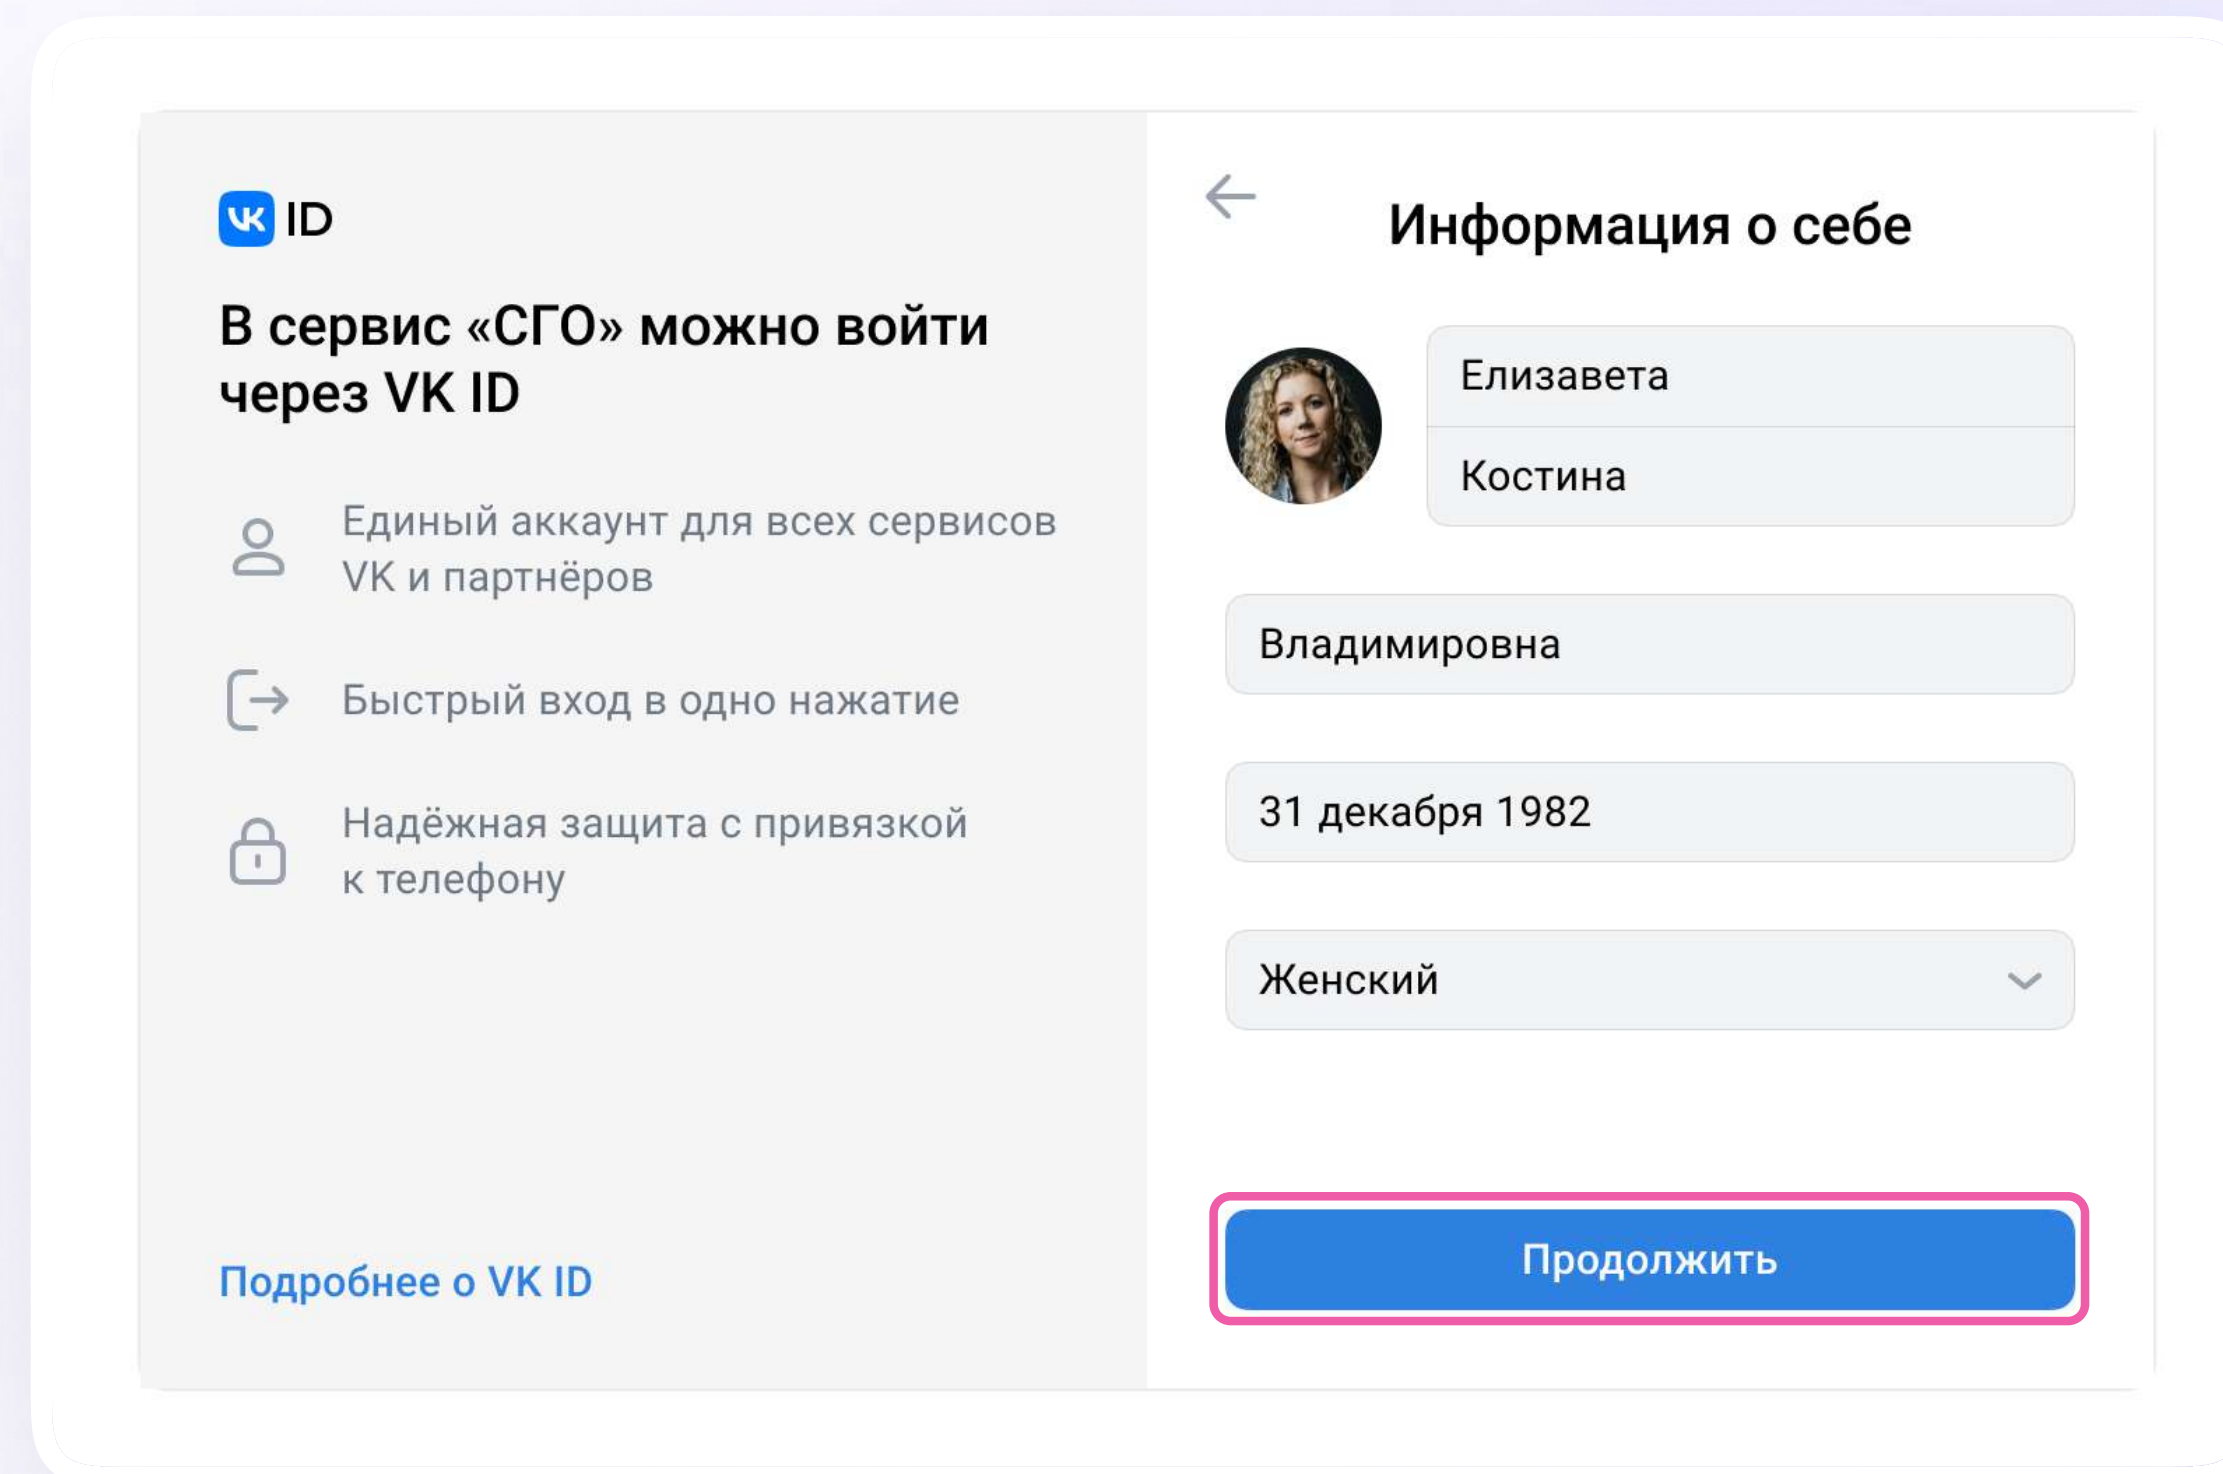 VK ID
В сервис «СГО» можно войти
через VK ID
Единый аккаунт для всех сервисов
VK и партнёров
Быстрый вход в одно нажатие
Надёжная защита с привязкой
к телефону
Подробнее о VK ID
Информация о себе
Елизавета
Костина
Владимировна
31 декабря 1982
Женский
Продолжить